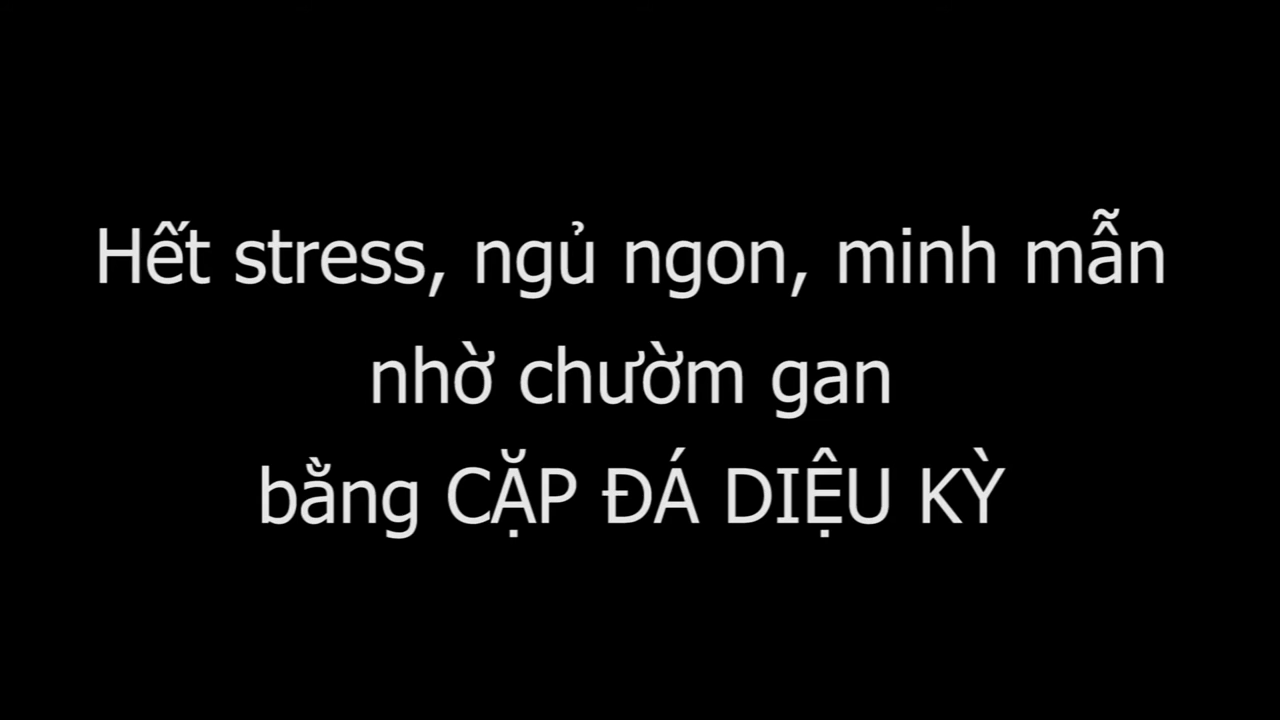 Hết stress, ngủ ngon, minh mẫn
nhờ chườm gan
bằng CẶP ĐÁ DIỆU KỲ